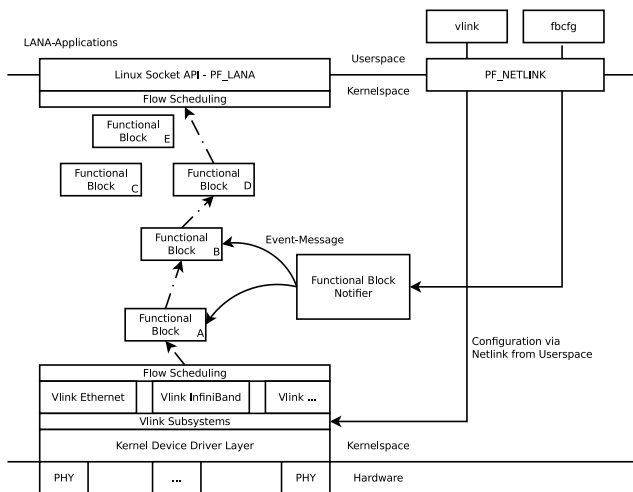 vlink
fbcfg
LANA-Applications
Userspace
Linux Socket API - PF_LANA
PF_NETLINK
Kernelspace
Flow Scheduling
Functional
Block
E
Functional
Block
C
Functional
Block
D
Functional
Block
B
Event-Message
Functional Block
Notifier
Functional
Block
A
Configuration via
Netlink from Userspace
Flow Scheduling
Vlink Ethernet
Vlink InfiniBand
Vlink ...
Vlink Subsystems
Kernel Device Driver Layer
Kernelspace
PHY
...
PHY
Hardware